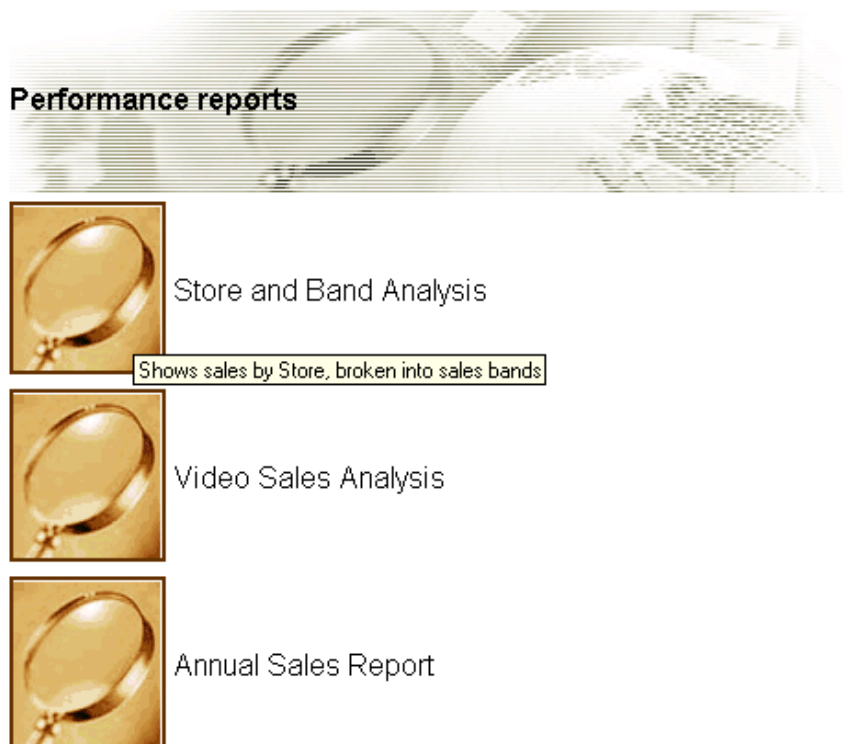 Performance reports
Store and Band Analysis
Shows sales by Store, broken into sales bands
Video Sales Analysis
Annual Sales Report